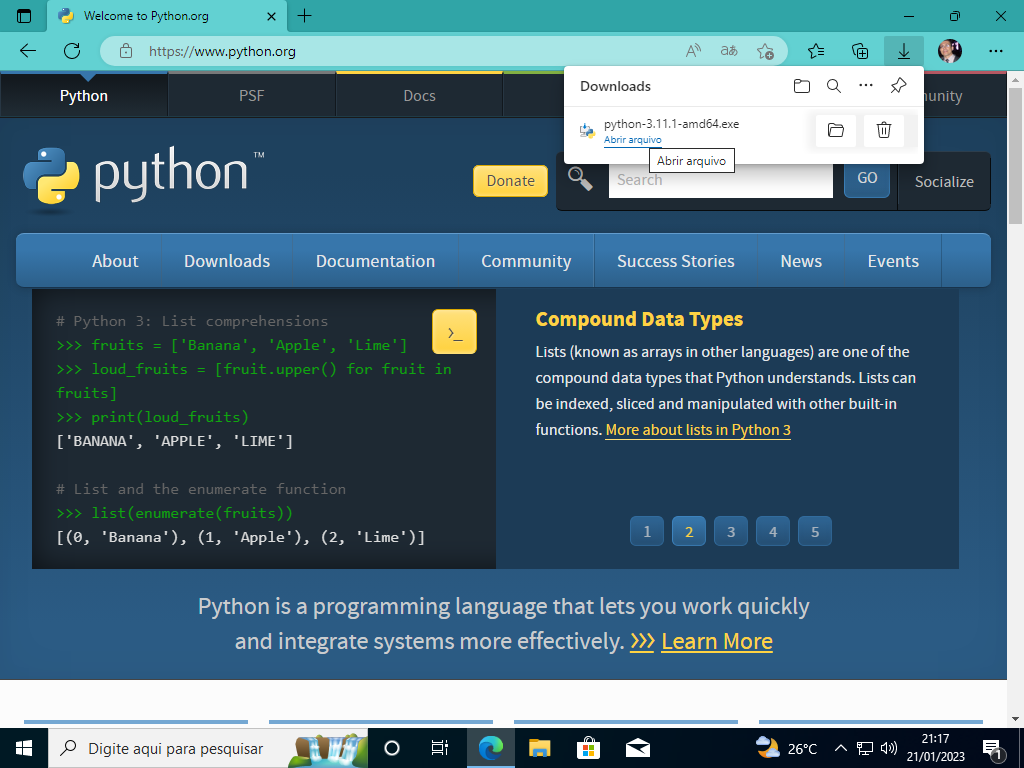 Welcome to Python.org
https://www.python.org
Downloads
python-3.11.1-amd64.exe
Abrir arquivo
Abrir arquivo
Python
PSF
Docs
python™
Donate
Search
GO
Socialize
About
Downloads
Documentation
Community
Success Stories
News
Events
# Python 3: List comprehensions
>>> fruits = ['Banana', 'Apple', 'Lime']
>>> loud_fruits = [fruit.upper() for fruit in
fruits]
>>> print(loud_fruits)
['BANANA', 'APPLE', 'LIME']
# List and the enumerate function
>>> list(enumerate(fruits))
[(0, 'Banana'), (1, 'Apple'), (2, 'Lime')]
>_
Compound Data Types
Lists (known as arrays in other languages) are one of the
compound data types that Python understands. Lists can
be indexed, sliced and manipulated with other built-in
functions. More about lists in Python 3
1 2 3 4 5
Python is a programming language that lets you work quickly
and integrate systems more effectively. >>> Learn More
Digite aqui para pesquisar
26°C
21:17
21/01/2023
1